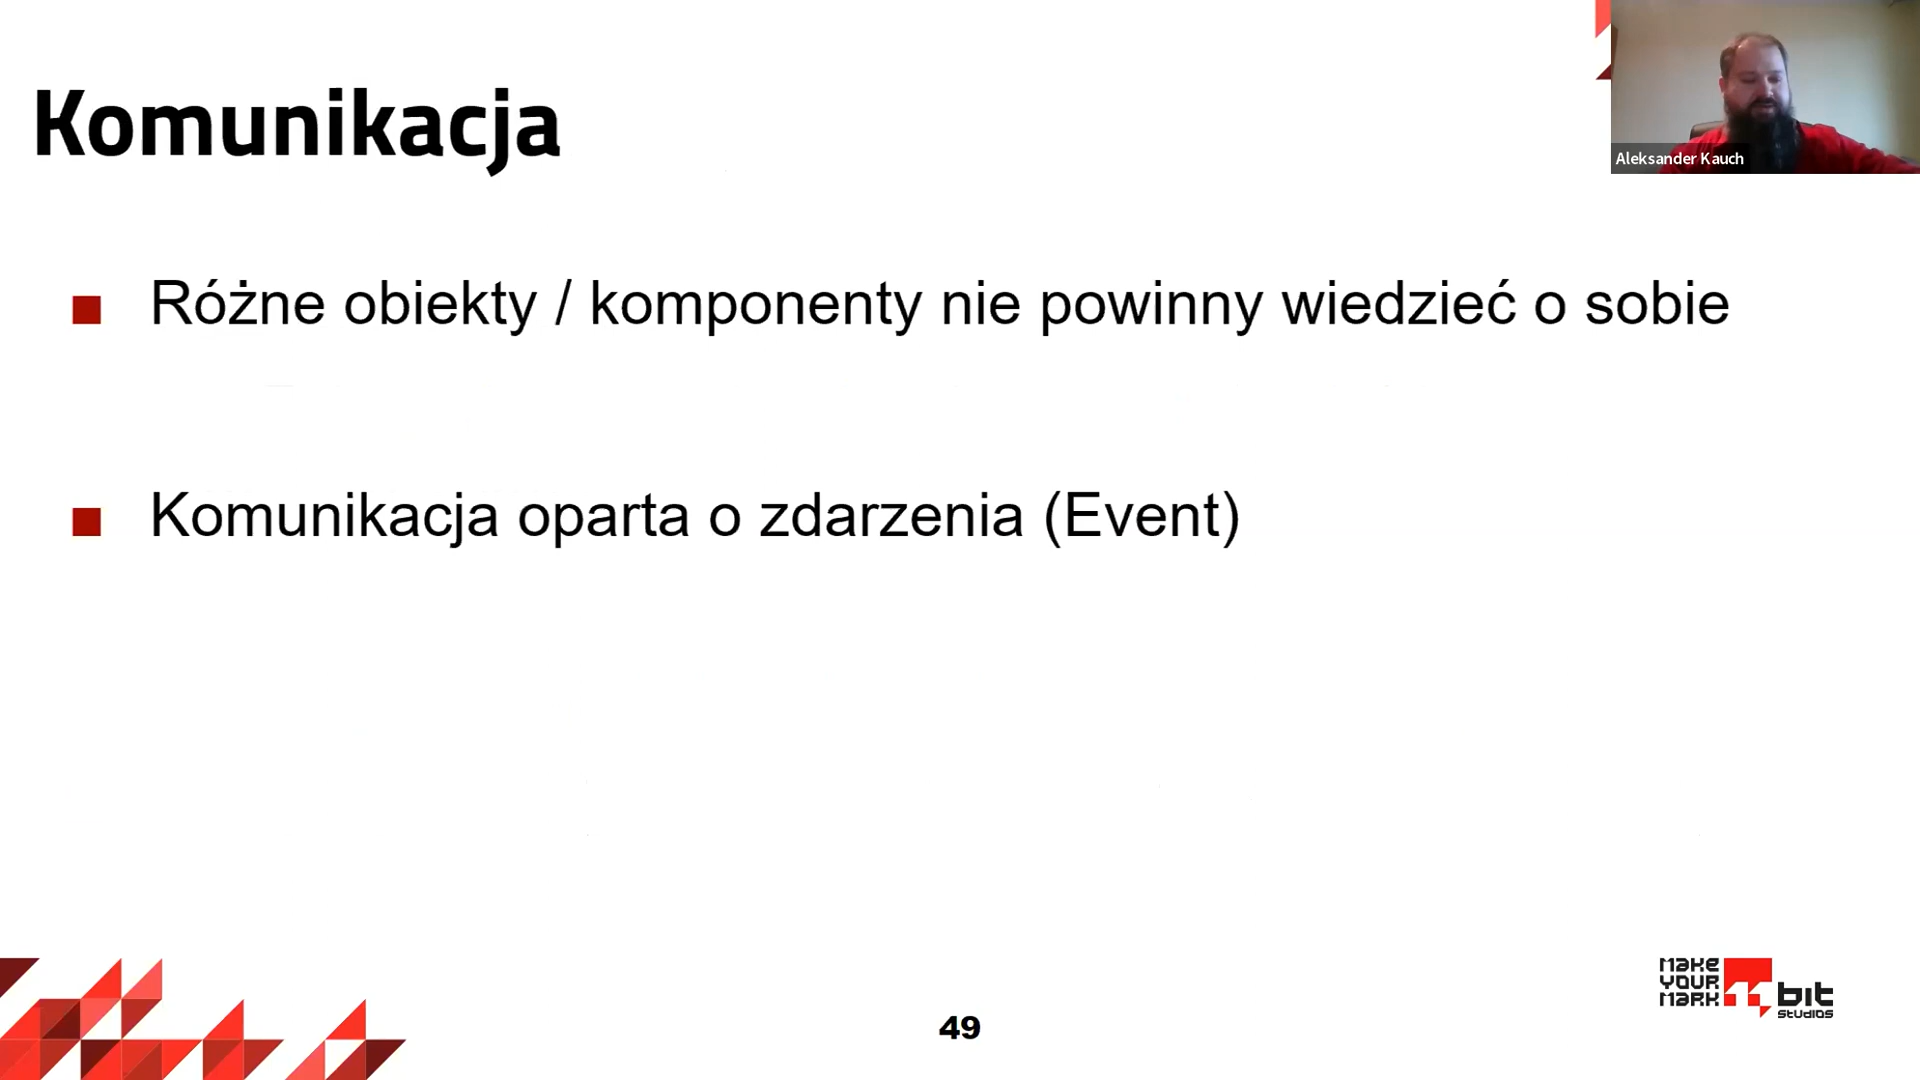 Komunikacja
Aleksander Kauch
Różne obiekty / komponenty nie powinny wiedzieć o sobie
Komunikacja oparta o zdarzenia (Event)
MAKE
YOUR
MARK
11 bit
studios
49